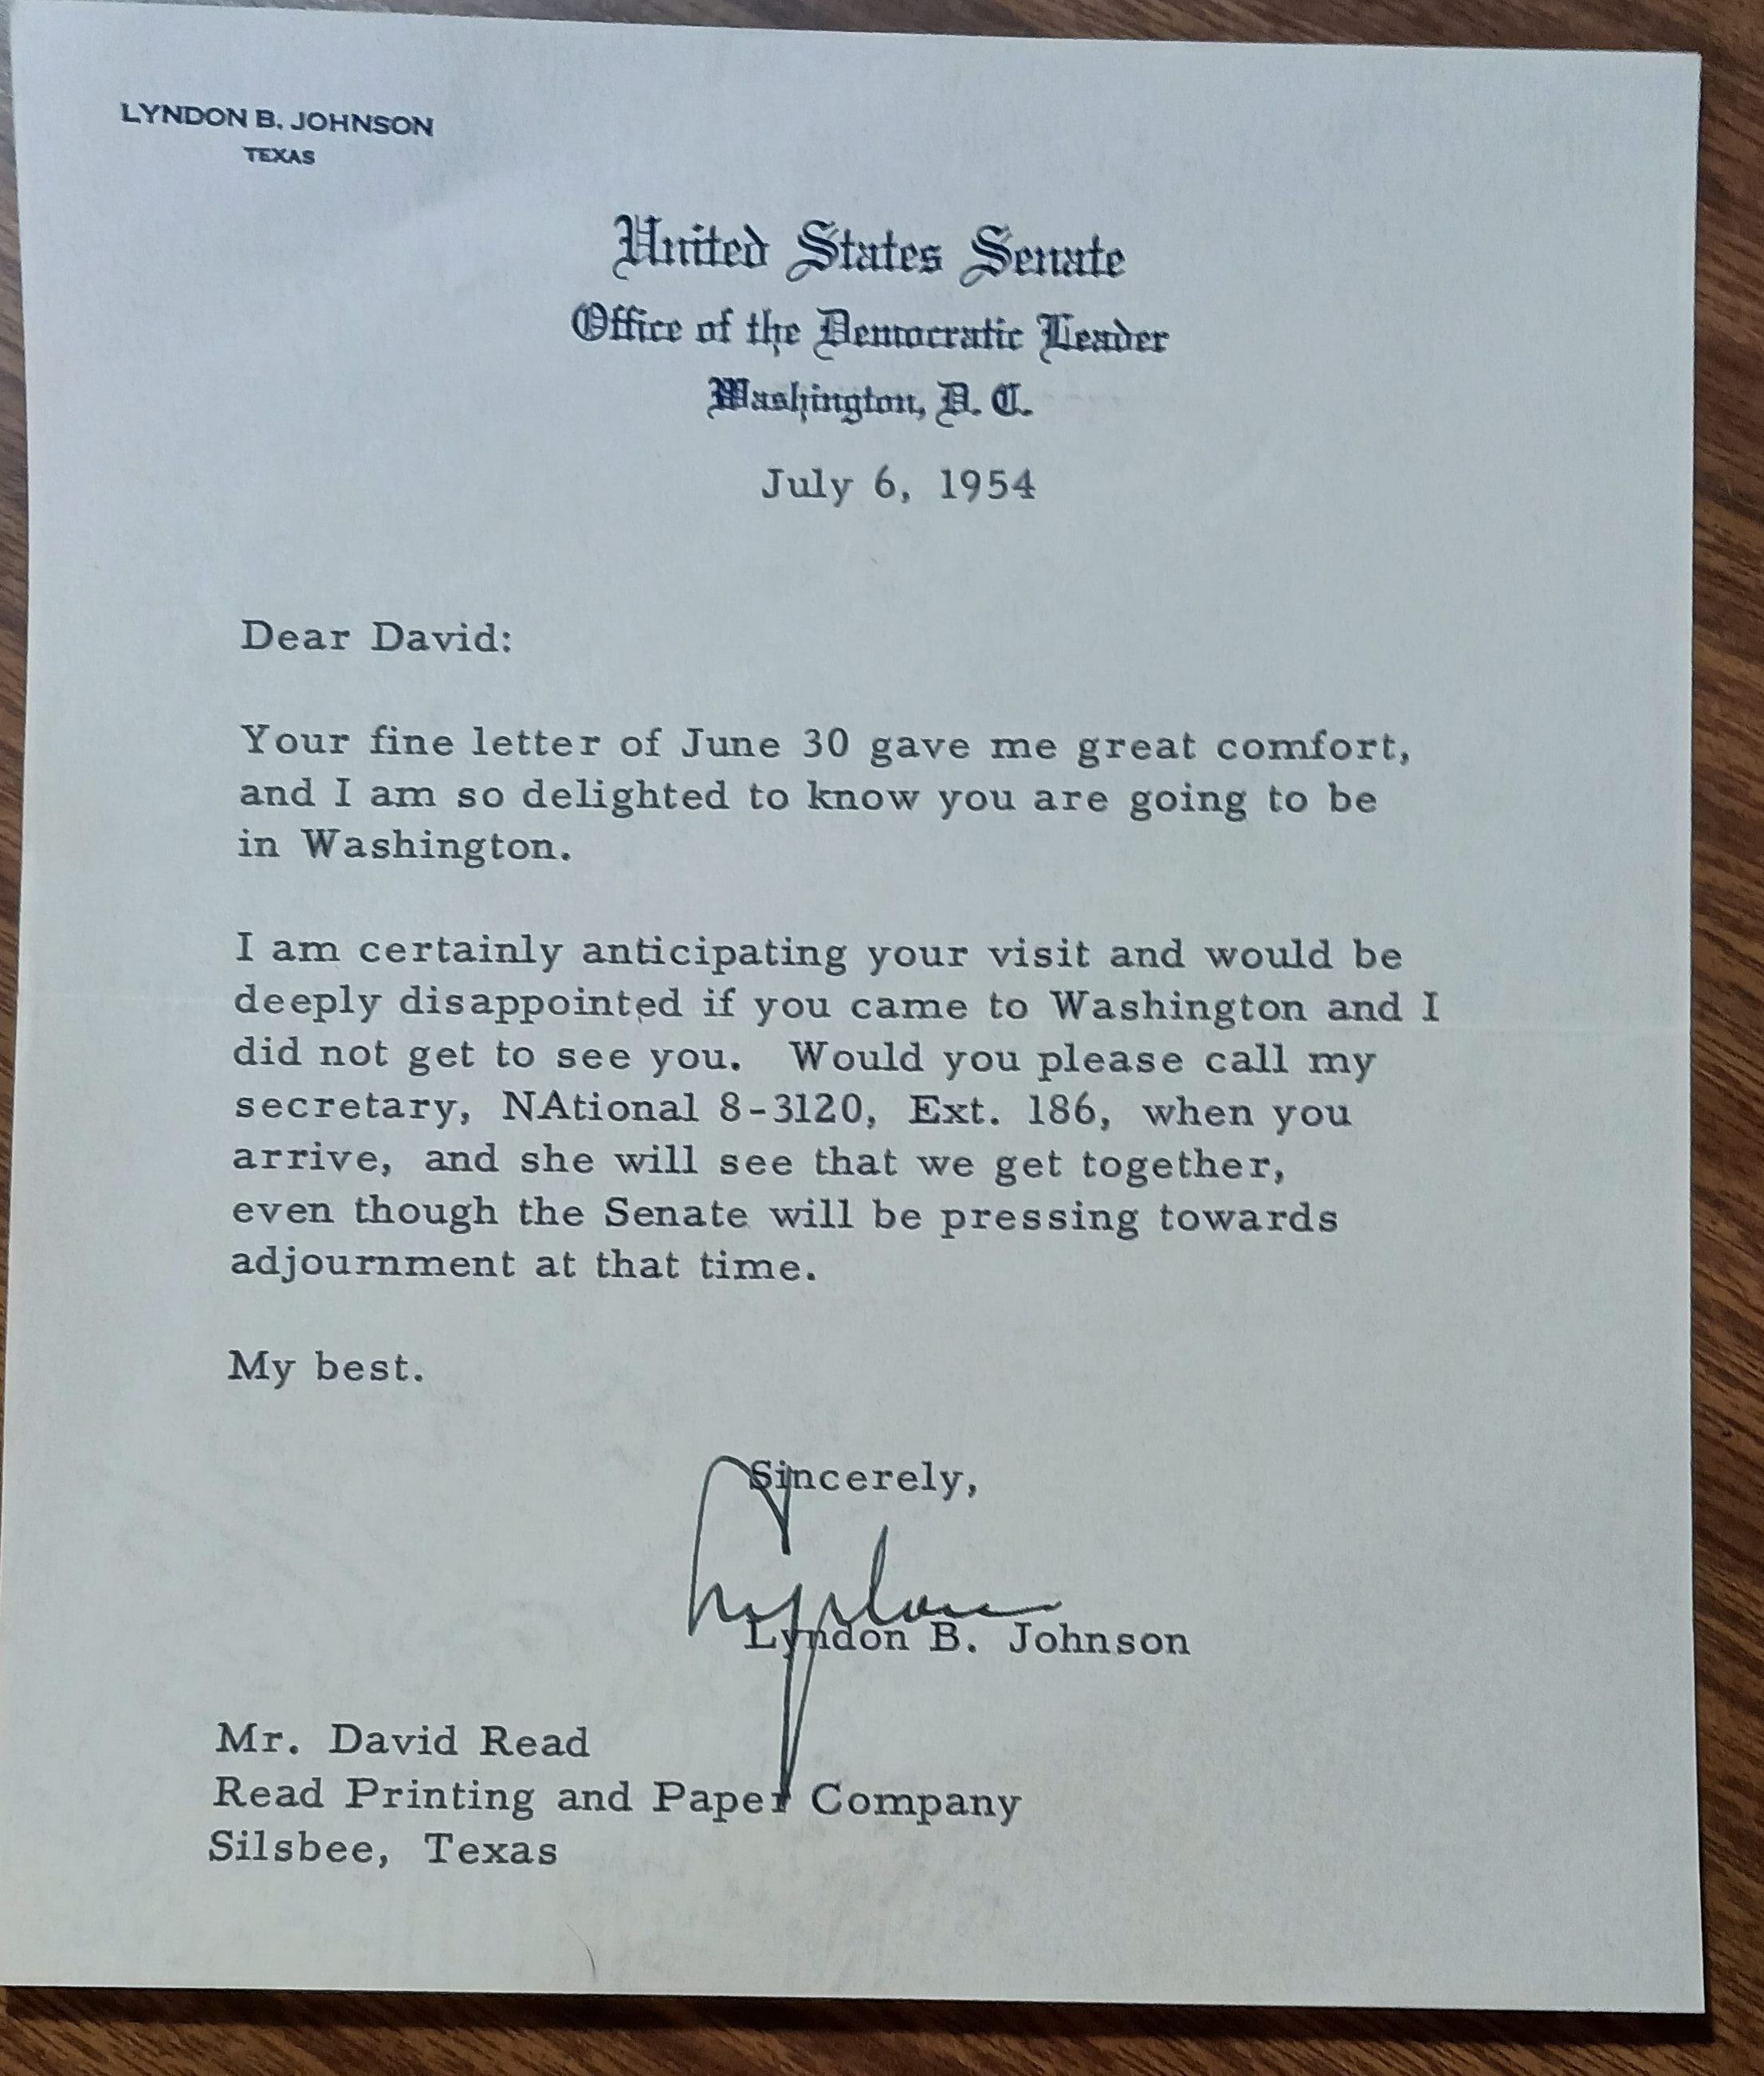 LYNDON B. JOHNSON
TEXAS
United States Senate
Office of the Democratic Leader
Washington, D. C.
July 6, 1954
Dear David:
Your fine letter of June 30 gave me great comfort,
and I am so delighted to know you are going to be
in Washington.
I am certainly anticipating your visit and would be
deeply disappointed if you came to Washington and I
did not get to see you. Would you please call my
secretary, NAtional 8-3120, Ext. 186, when you
arrive, and she will see that we get together,
even though the Senate will be pressing towards
adjournment at that time.
My best.
Sincerely,
Lyndon
Lyndon B. Johnson
Mr. David Read
Read Printing and Paper Company
Silsbee, Texas